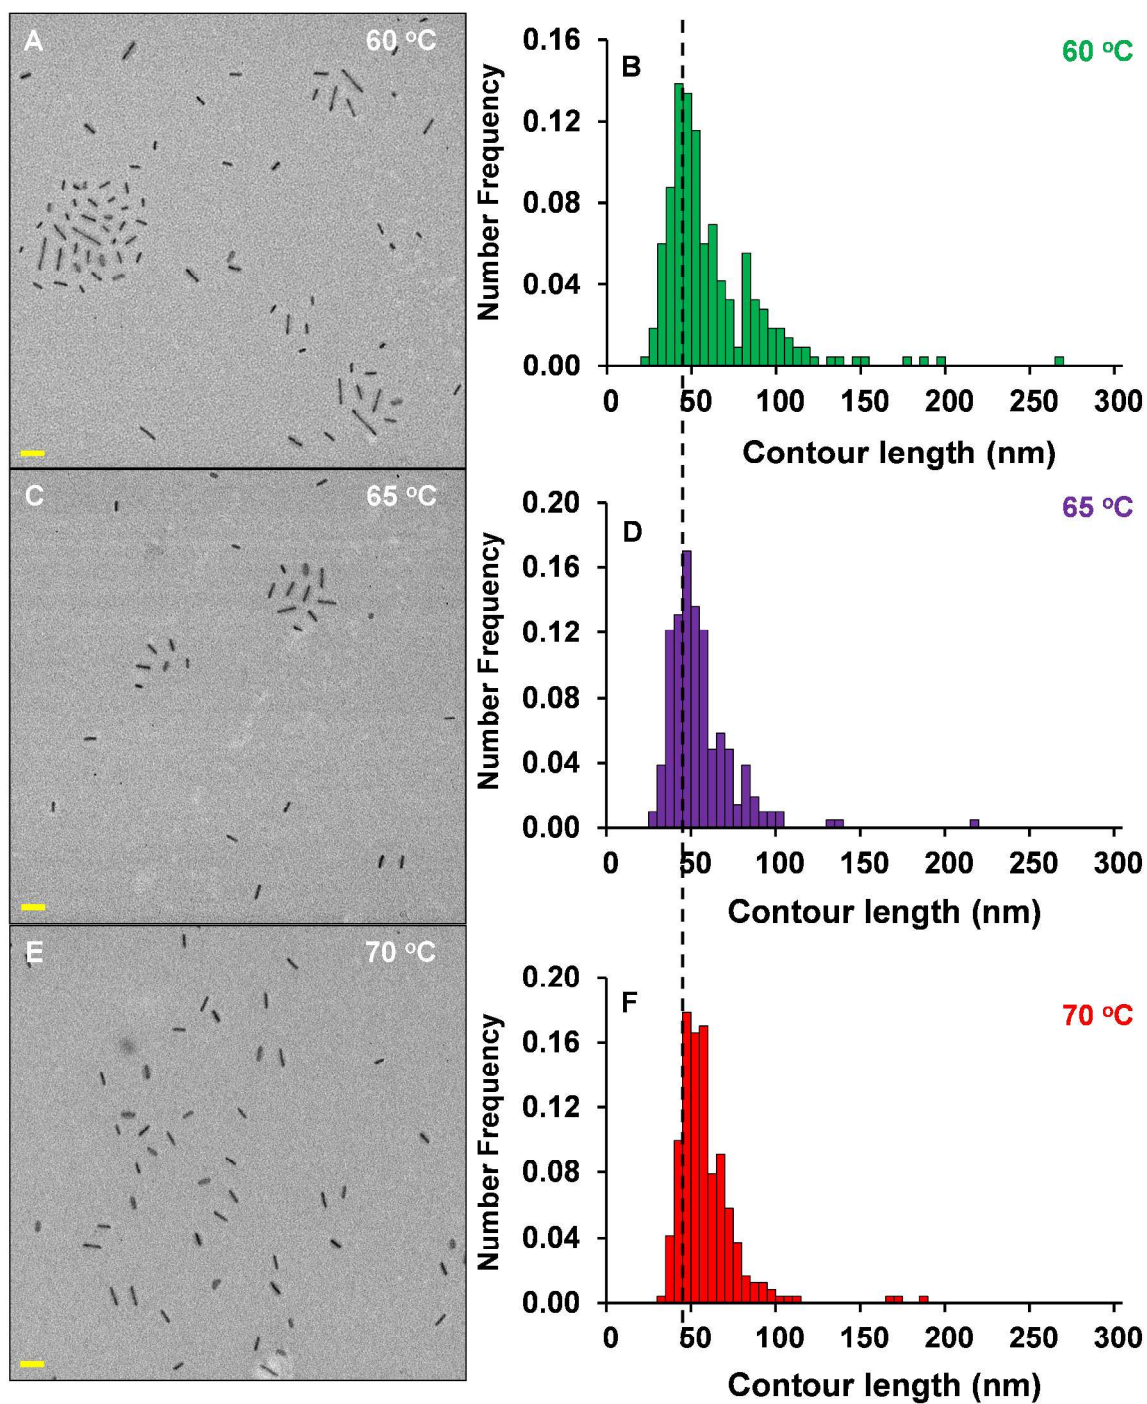 A
60 °C
B
60 °C
Number Frequency
0.16
0.12
0.08
0.04
0.00
0 50 100 150 200 250 300
Contour length (nm)
C
65 °C
D
65 °C
Number Frequency
0.20
0.16
0.12
0.08
0.04
0.00
0 50 100 150 200 250 300
Contour length (nm)
E
70 °C
F
70 °C
Number Frequency
0.20
0.16
0.12
0.08
0.04
0.00
0 50 100 150 200 250 300
Contour length (nm)